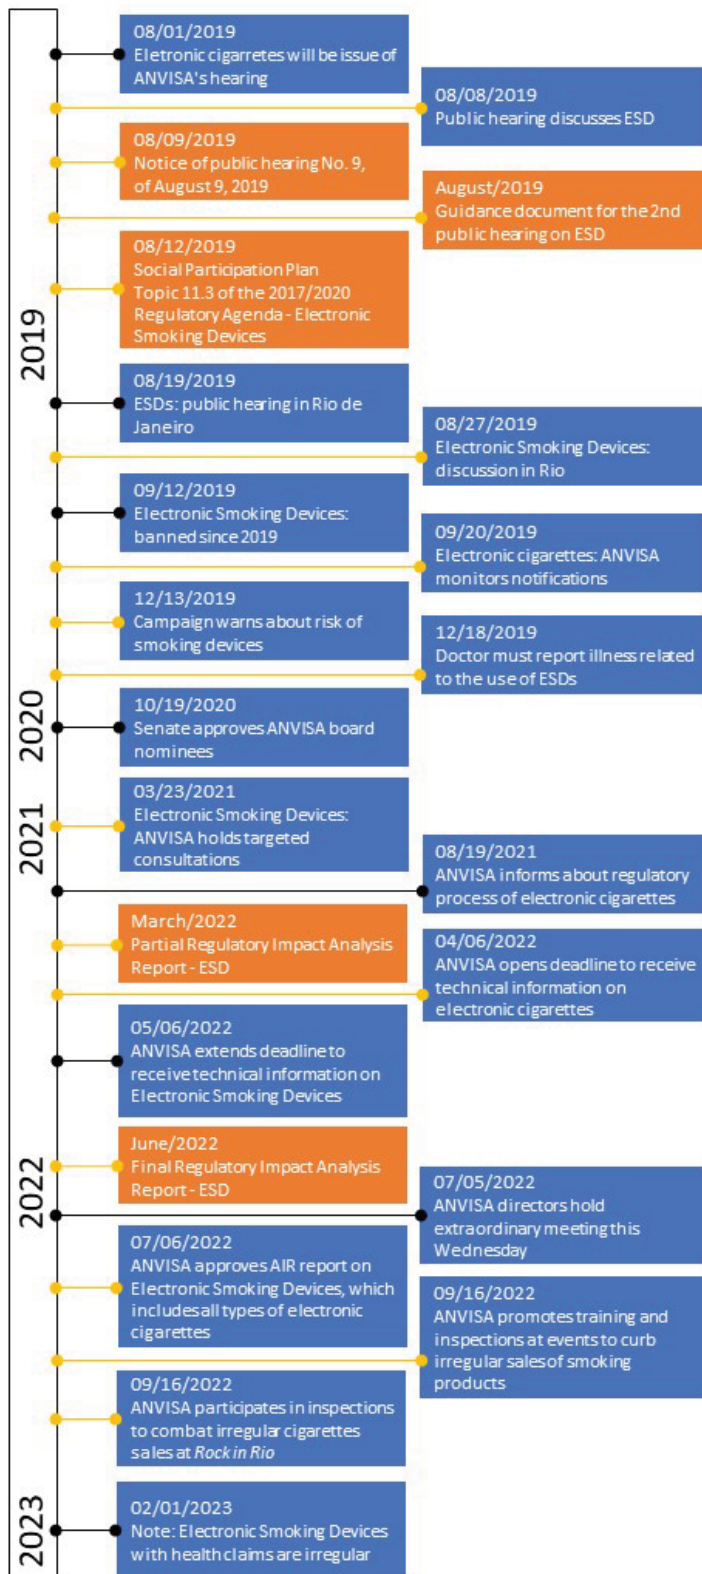 08/01/2019
Eletronic cigarretes will be issue of
ANVISA's hearing
08/08/2019
Public hearing discusses ESD
08/09/2019
Notice of public hearing No. 9,
of August 9, 2019
August/2019
Guidance document for the 2nd
public hearing on ESD
08/12/2019
Social Participation Plan
Topic 11.3 of the 2017/2020
Regulatory Agenda - Electronic
Smoking Devices
2019
08/19/2019
ESDs: public hearing in Rio de
Janeiro
08/27/2019
Electronic Smoking Devices:
discussion in Rio
09/12/2019
Electronic Smoking Devices:
banned since 2019
09/20/2019
Electronic cigarettes: ANVISA
monitors notifications
12/13/2019
Campaign warns about risk of
smoking devices
12/18/2019
Doctor must report illness related
to the use of ESDs
2020
10/19/2020
Senate approves ANVISA board
nominees
2021
03/23/2021
Electronic Smoking Devices:
ANVISA holds targeted
consultations
08/19/2021
ANVISA informs about regulatory
process of electronic cigarettes
March/2022
Partial Regulatory Impact Analysis
Report - ESD
04/06/2022
ANVISA opens deadline to receive
technical information on
electronic cigarettes
05/06/2022
ANVISA extends deadline to
receive technical information on
Electronic Smoking Devices
2022
June/2022
Final Regulatory Impact Analysis
Report - ESD
07/05/2022
ANVISA directors hold
extraordinary meeting this
Wednesday
07/06/2022
ANVISA approves AIR report on
Electronic Smoking Devices, which
includes all types of electronic
cigarettes
09/16/2022
ANVISA promotes training and
inspections at events to curb
irregular sales of smoking
products
09/16/2022
ANVISA participates in inspections
to combat irregular cigarettes
sales at Rock in Rio
2023
02/01/2023
Note: Electronic Smoking Devices
with health claims are irregular